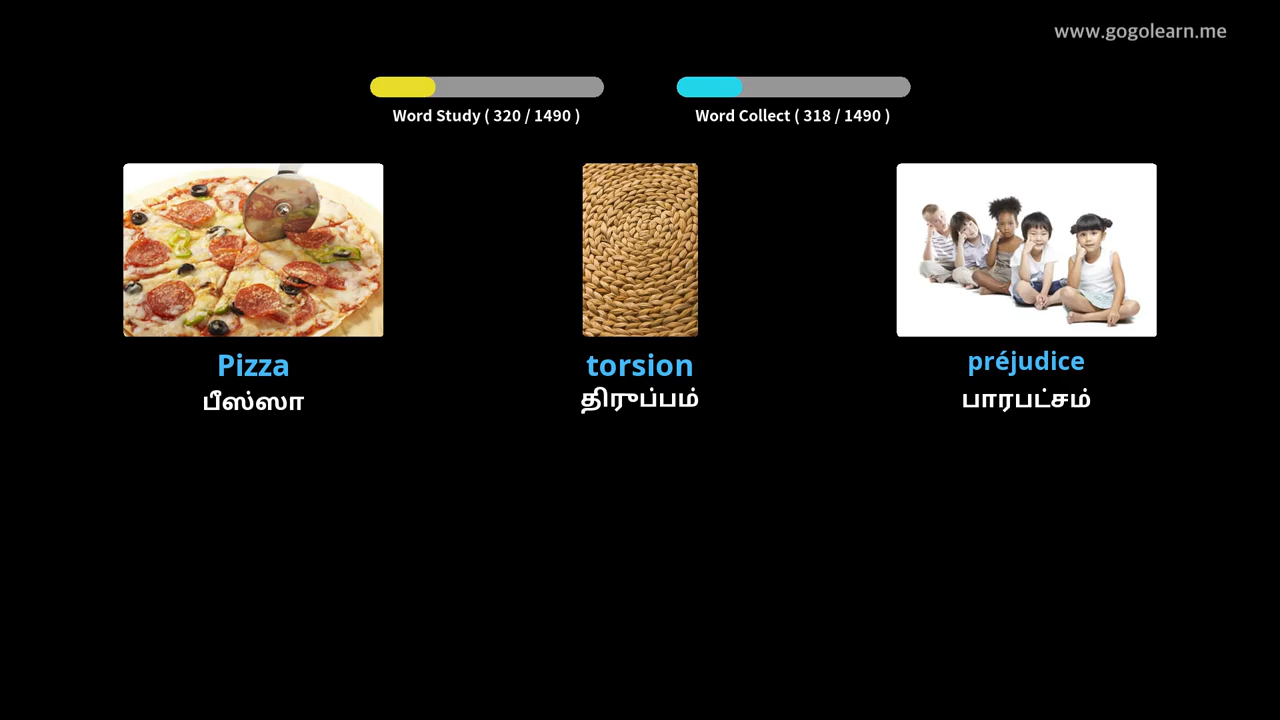 www.gogolearn.me
Word Study ( 320 / 1490 )
Word Collect ( 318 / 1490 )
Pizza
பீஸ்ஸா
torsion
திருப்பம்
préjudice
பாரபட்சம்